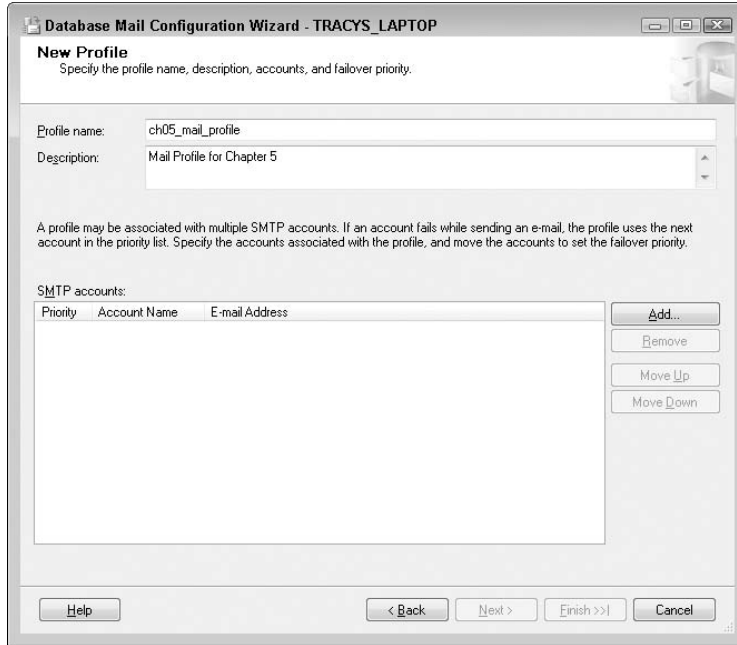 Database Mail Configuration Wizard - TRACYS_LAPTOP
New Profile
Specify the profile name, description, accounts, and failover priority.
Profile name:
ch05_mail_profile
Description:
Mail Profile for Chapter 5
A profile may be associated with multiple SMTP accounts. If an account fails while sending an e-mail, the profile uses the next
account in the priority list. Specify the accounts associated with the profile, and move the accounts to set the failover priority.
SMTP accounts:
Priority Account Name E-mail Address
Add...
Remove
Move Up
Move Down
Help
< Back
Next >
Finish >>|
Cancel